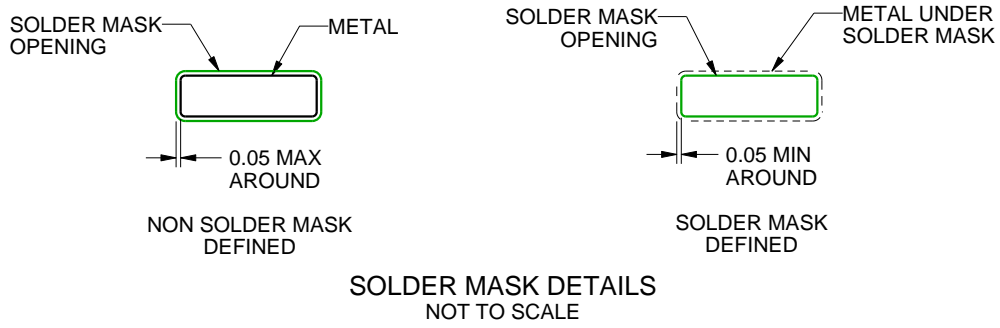 SOLDER MASK
OPENING
METAL
0.05 MAX
AROUND
NON SOLDER MASK
DEFINED
SOLDER MASK
OPENING
METAL UNDER
SOLDER MASK
0.05 MIN
AROUND
SOLDER MASK
DEFINED
SOLDER MASK DETAILS
NOT TO SCALE